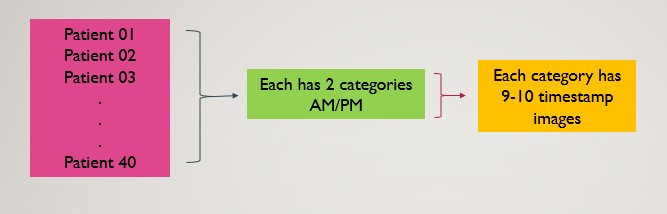 Patient 01
Patient 02
Patient 03
.
.
.
Patient 40
Each has 2 categories
AM/PM
Each category has
9-10 timestamp
images